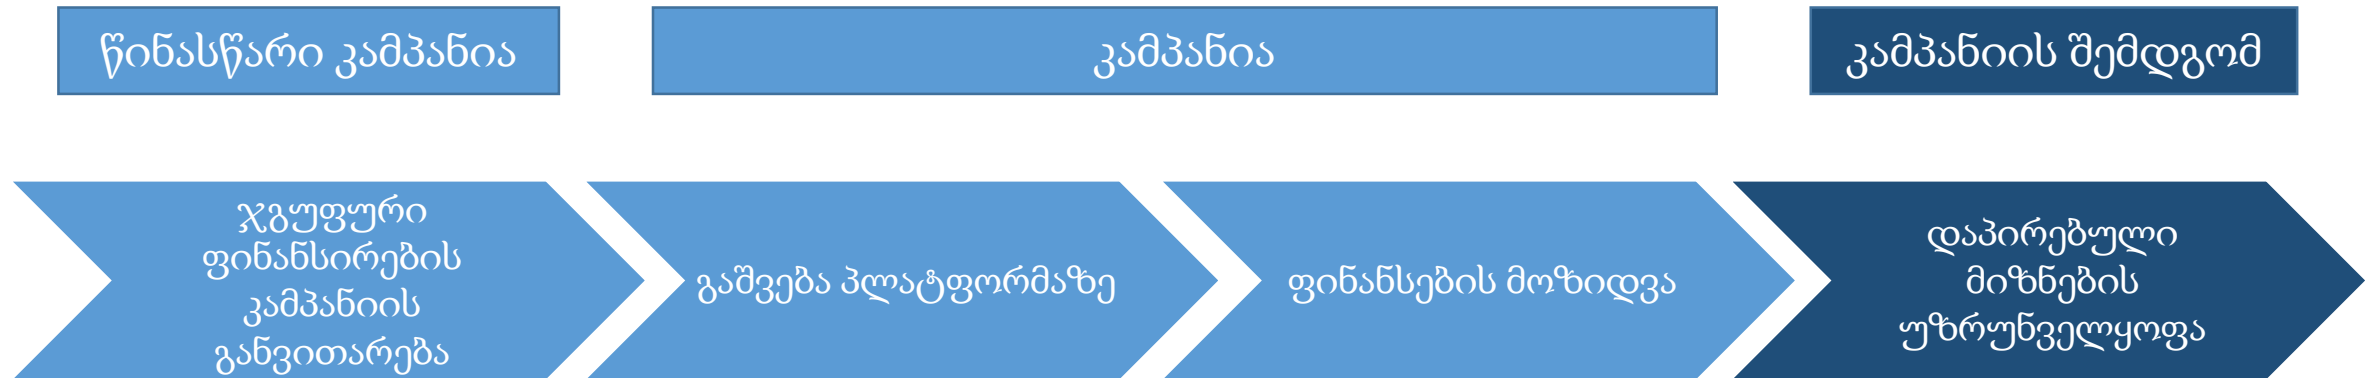 წინასწარი კამპანია
კამპანია
კამპანიის შემდგომ
ჯგუფური
ფინანსირების
კამპანიის
განვითარება
გაშვება პლატფორმაზე
ფინანსების მოზიდვა
დაპირებული
მიზნების
უზრუნველყოფა